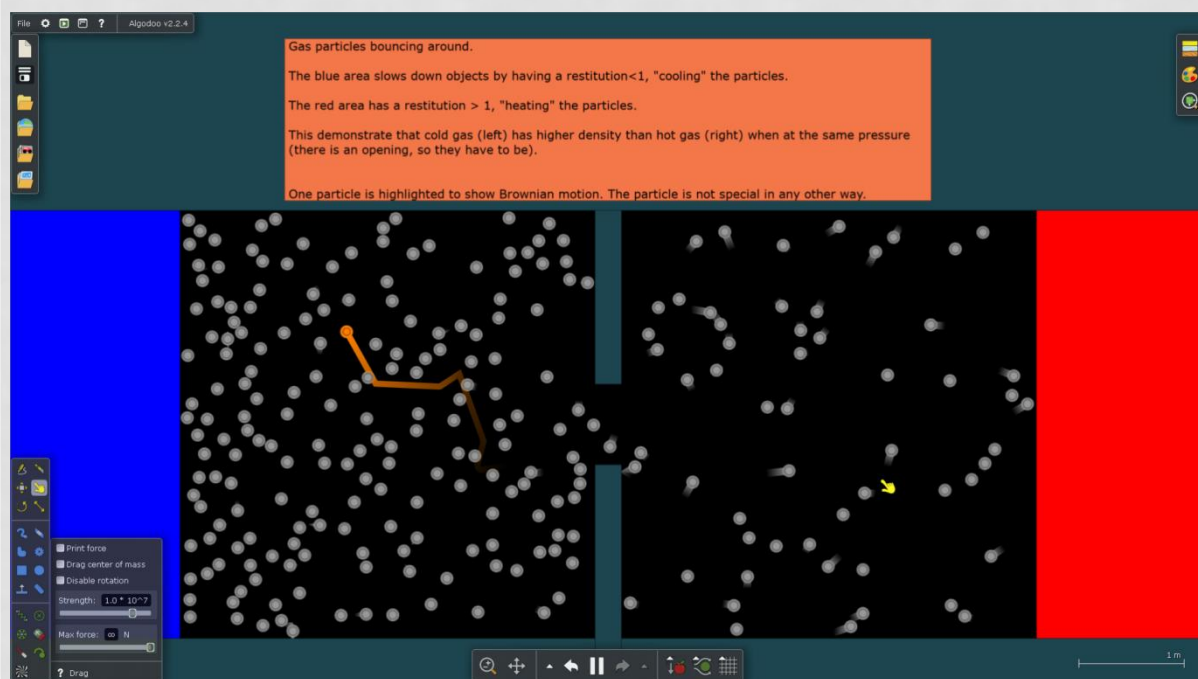 File ? Algodoo v2.2.4
Gas particles bouncing around.
The blue area slows down objects by having a restitution<1, "cooling" the particles.
The red area has a restitution > 1, "heating" the particles.
This demonstrate that cold gas (left) has higher density than hot gas (right) when at the same pressure
(there is an opening, so they have to be).
One particle is highlighted to show Brownian motion. The particle is not special in any other way.
Print force
Drag center of mass
Disable rotation
Strength: 1.0 * 10^7
Max force: ∞ N
? Drag
1 m